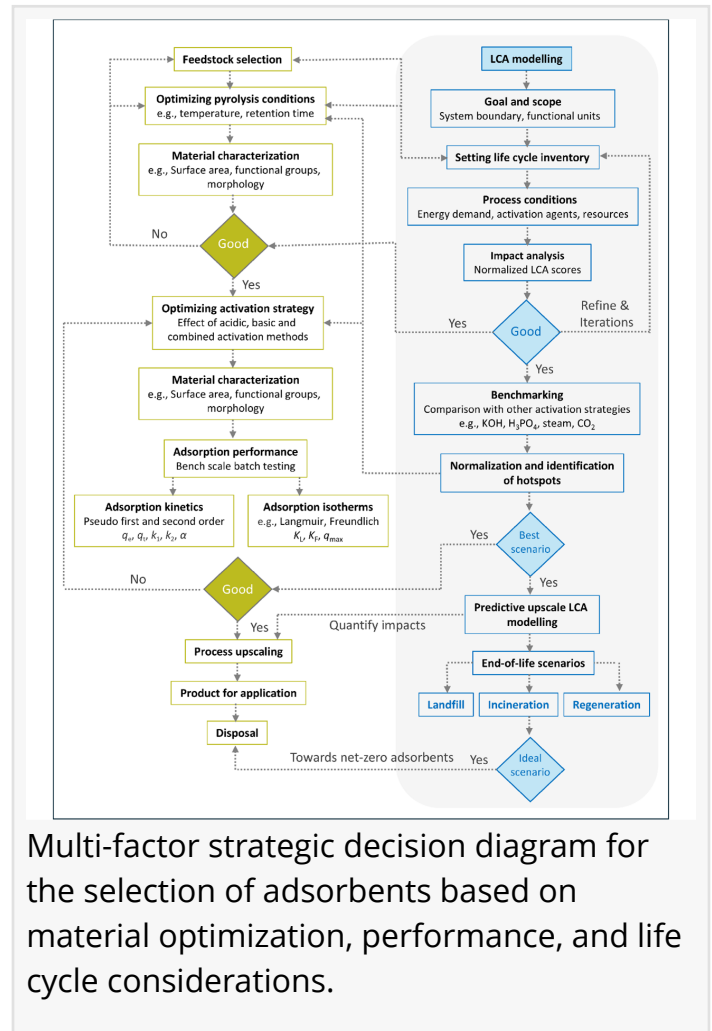 Feedstock selection
Optimizing pyrolysis conditions
e.g., temperature, retention time
Material characterization
e.g., Surface area, functional groups,
morphology
No
Good
Yes
Optimizing activation strategy
Effect of acidic, basic and
combined activation methods
Material characterization
e.g., Surface area, functional groups,
morphology
Adsorption performance
Bench scale batch testing
Adsorption kinetics
Pseudo first and second order
qₑ, qₜ, k₁, k₂, α
Adsorption isotherms
e.g., Langmuir, Freundlich
K_L, K_F, q_max
No
Good
Yes
Process upscaling
Product for application
Disposal
LCA modelling
Goal and scope
System boundary, functional units
Setting life cycle inventory
Process conditions
Energy demand, activation agents, resources
Impact analysis
Normalized LCA scores
Yes
Good
Refine &
Iterations
Yes
Benchmarking
Comparison with other activation strategies
e.g., KOH, H₃PO₄, steam, CO₂
Normalization and identification
of hotspots
Yes
Best
scenario
Yes
Quantify impacts
Predictive upscale LCA
modelling
End-of-life scenarios
Landfill
Incineration
Regeneration
Towards net-zero adsorbents
Yes
Ideal
scenario
Multi-factor strategic decision diagram for
the selection of adsorbents based on
material optimization, performance, and life
cycle considerations.